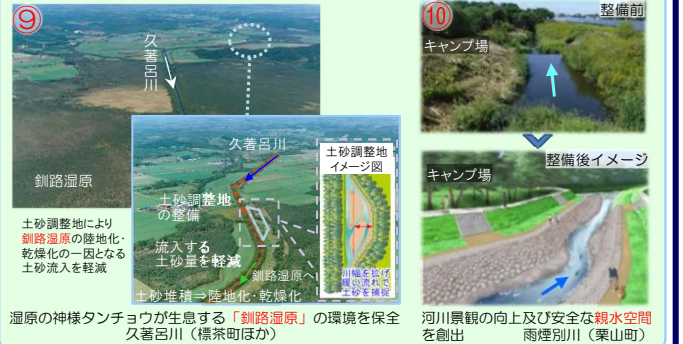 ⑨
久著呂川
釧路湿原
土砂調整地により
釧路湿原の陸地化・
乾燥化の一因となる
土砂流入を軽減
久著呂川
土砂調整地
の整備
流入する
土砂量を軽減
釧路湿原へ
土砂堆積⇒陸地化・乾燥化
土砂調整地
イメージ図
川幅を拡げ
緩い流れで
土砂を捕捉
湿原の神様タンチョウが生息する「釧路湿原」の環境を保全
久著呂川（標茶町ほか）
⑩
整備前
キャンプ場
整備後イメージ
キャンプ場
河川景観の向上及び安全な親水空間
を創出 雨煙別川（栗山町）